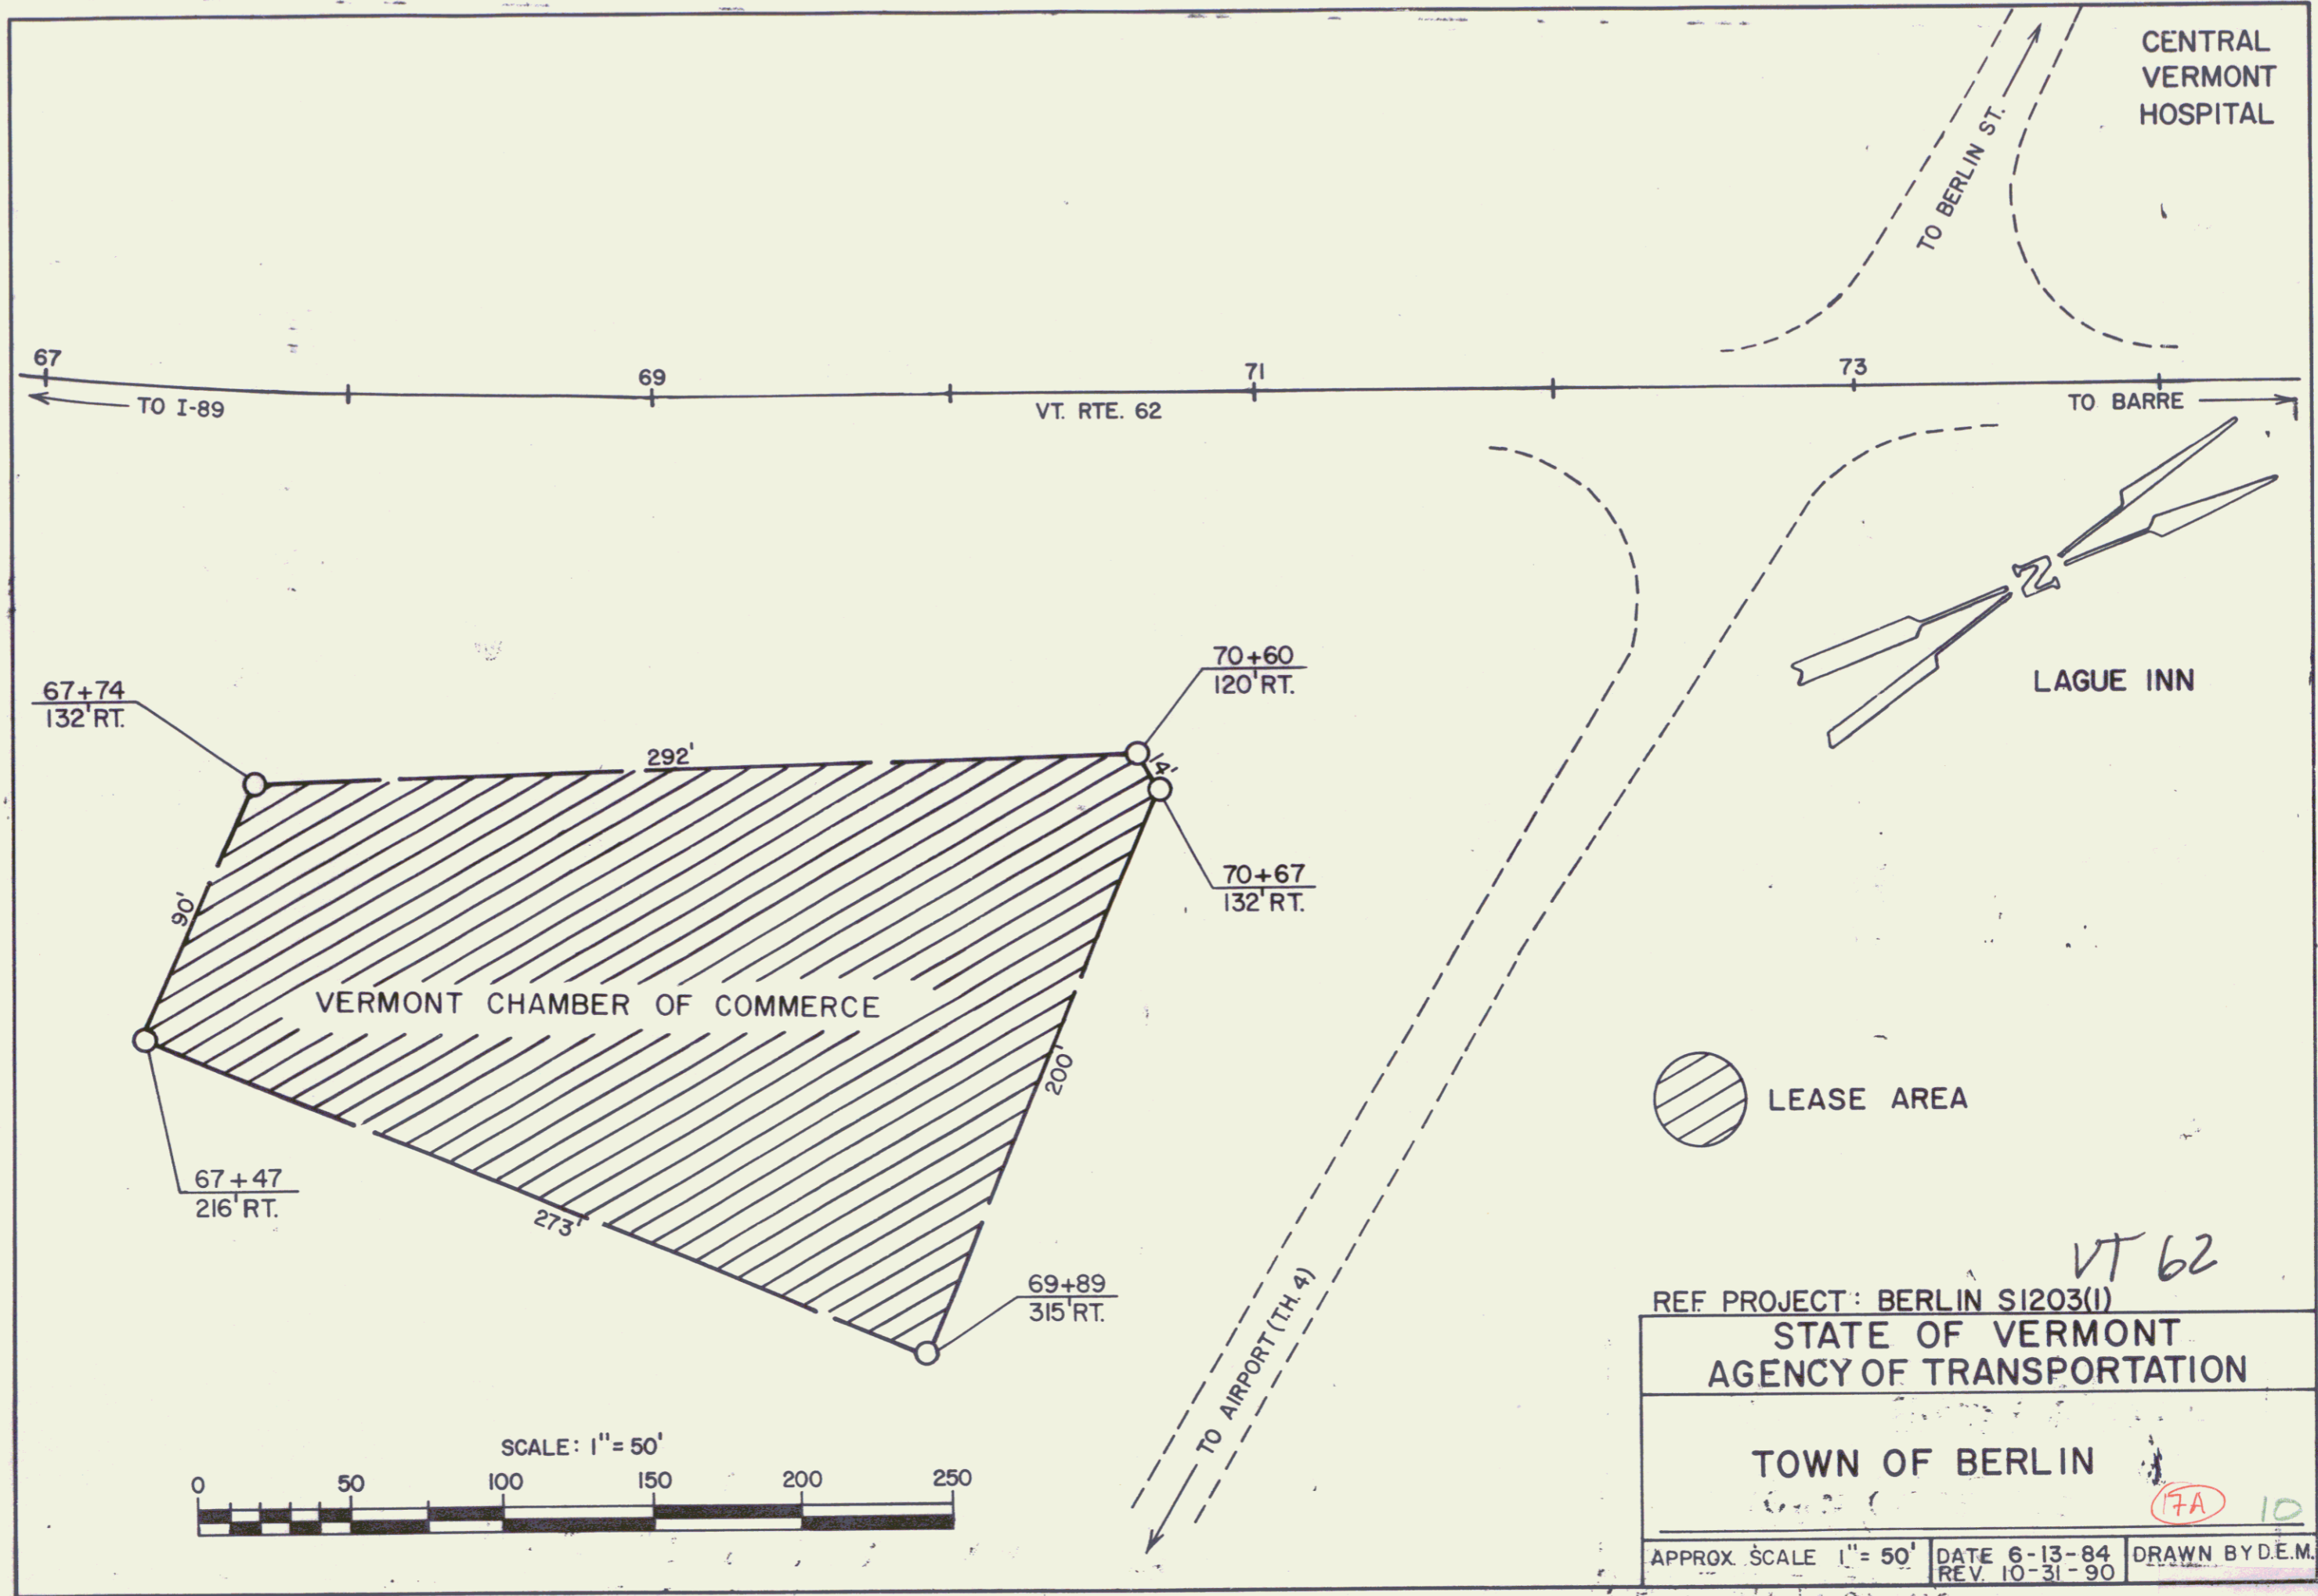 CENTRAL
VERMONT
HOSPITAL
TO BERLIN ST.
67
69
71
73
TO I-89
VT. RTE. 62
TO BARRE
N
LAGUE INN
67+74
132' RT.
70+60
120' RT.
292'
14'
70+67
132' RT.
90'
VERMONT CHAMBER OF COMMERCE
200'
LEASE AREA
67+47
216' RT.
273'
69+89
315' RT.
TO AIRPORT (T.H. 4)
SCALE: 1" = 50'
0 50 100 150 200 250
VT 62
REF. PROJECT: BERLIN S1203(1)
STATE OF VERMONT
AGENCY OF TRANSPORTATION
TOWN OF BERLIN
17A 10
APPROX. SCALE 1" = 50'
DATE 6-13-84
REV. 10-31-90
DRAWN BY D.E.M.